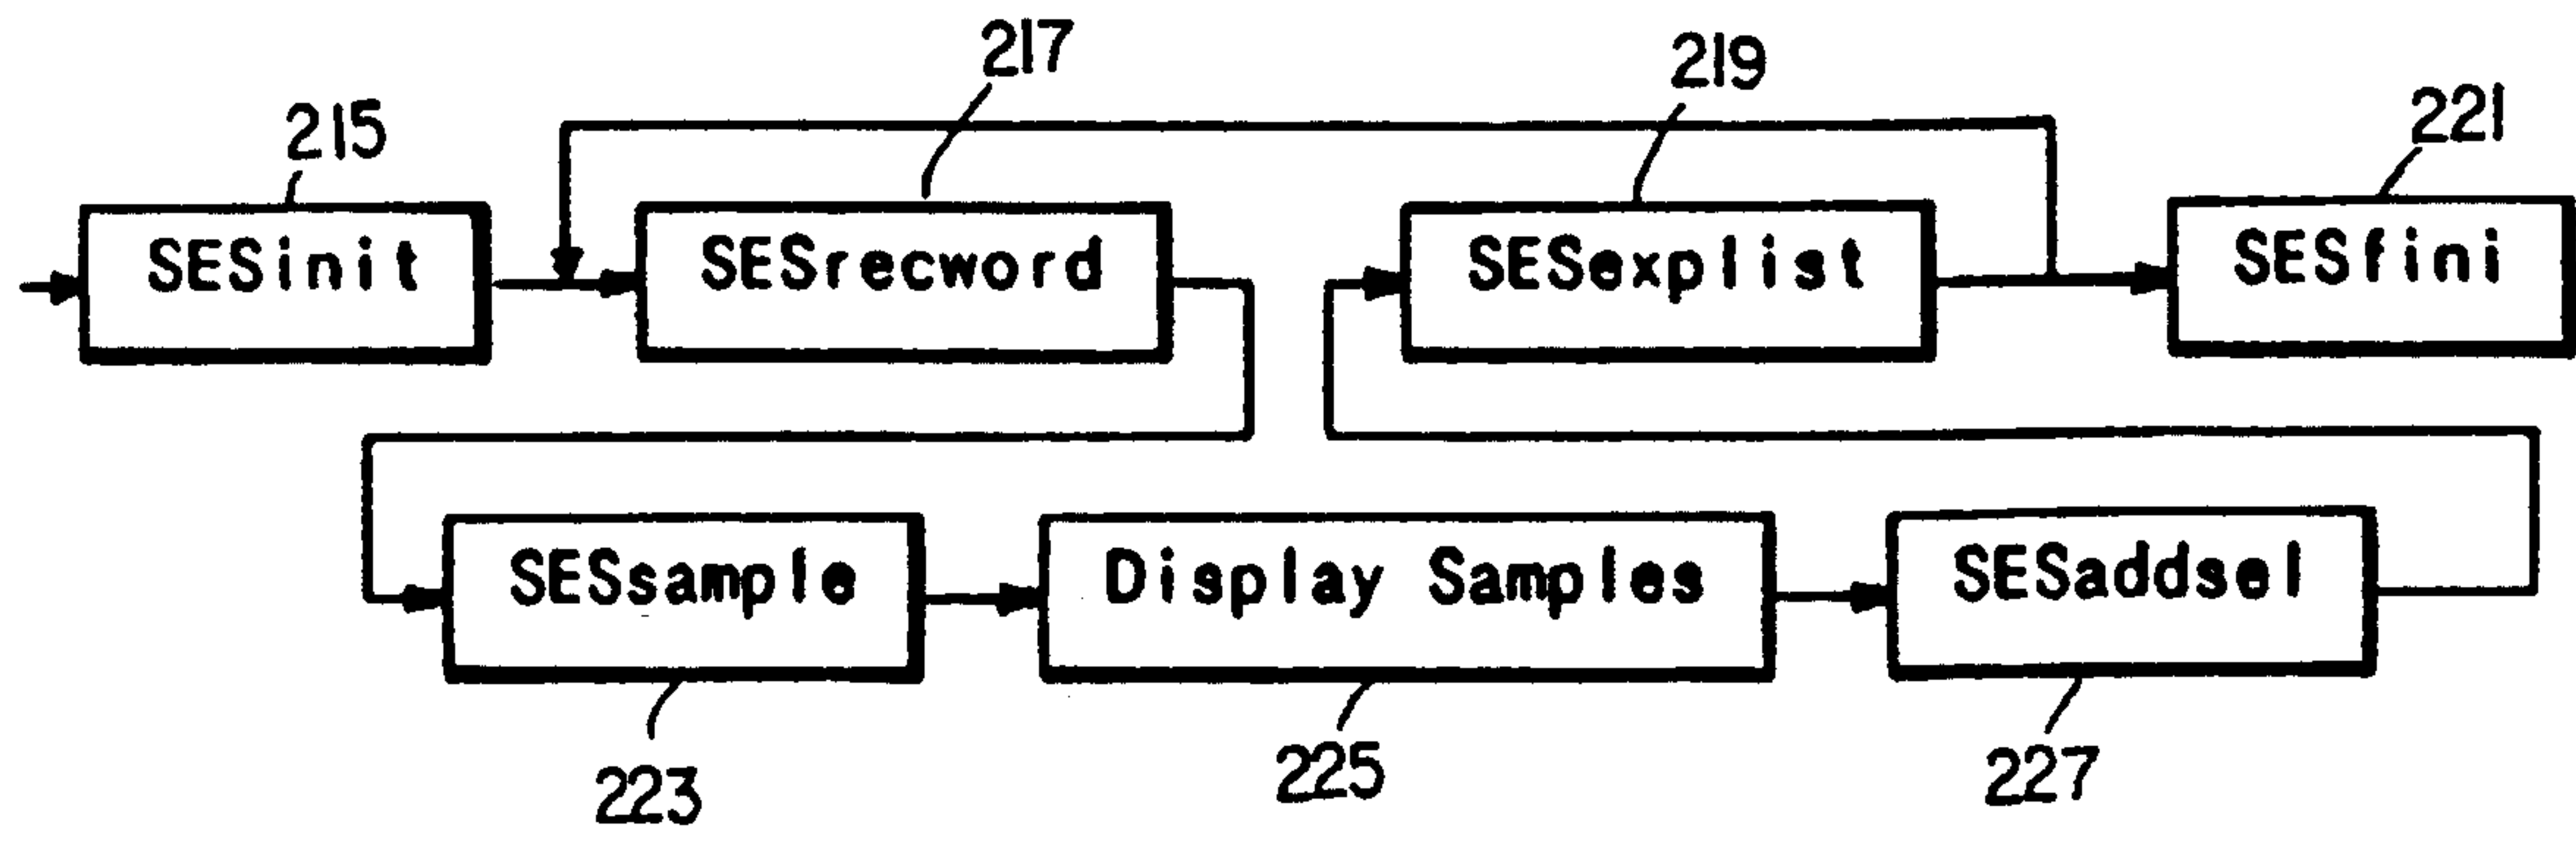 217
219
215
221
SESinit
SESrecword
SESexplist
SESfini
SESsample
Display Samples
SESaddsel
223
225
227